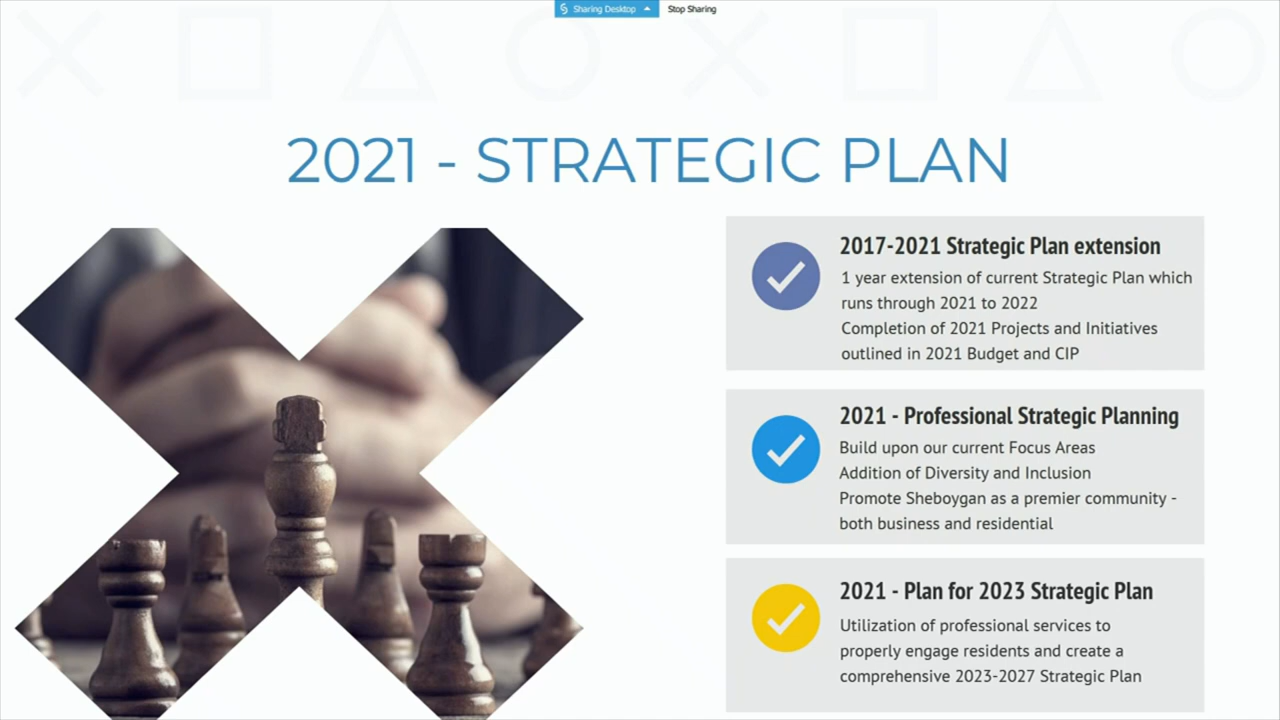 Sharing Desktop Stop Sharing
2021 - STRATEGIC PLAN
2017-2021 Strategic Plan extension
1 year extension of current Strategic Plan which
runs through 2021 to 2022
Completion of 2021 Projects and Initiatives
outlined in 2021 Budget and CIP
2021 - Professional Strategic Planning
Build upon our current Focus Areas
Addition of Diversity and Inclusion
Promote Sheboygan as a premier community -
both business and residential
2021 - Plan for 2023 Strategic Plan
Utilization of professional services to
properly engage residents and create a
comprehensive 2023-2027 Strategic Plan